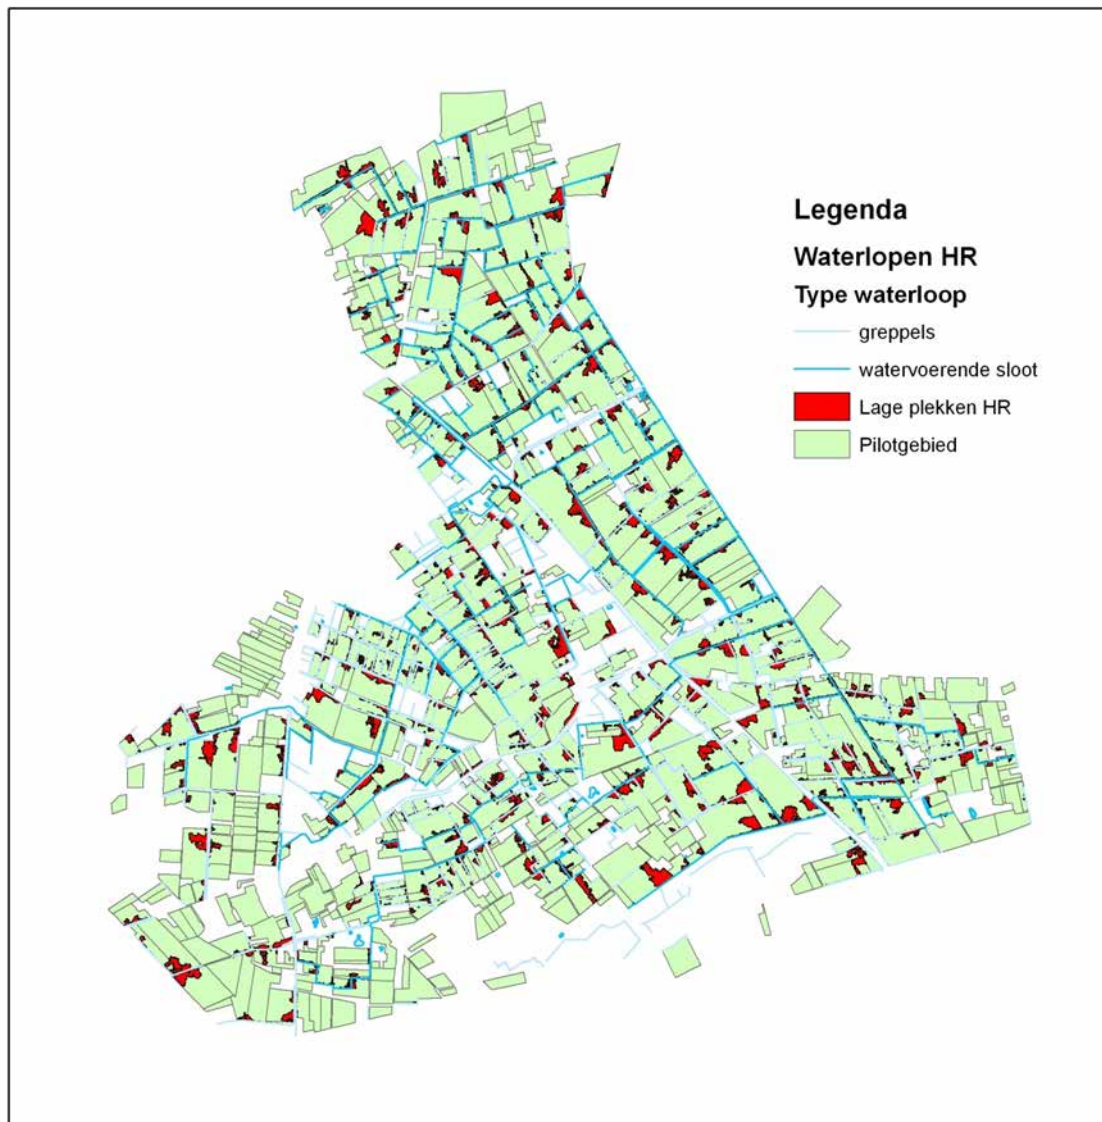 Legenda
Waterlopen HR
Type waterloop
greppels
watervoerende sloot
Lage plekken HR
Pilotgebied